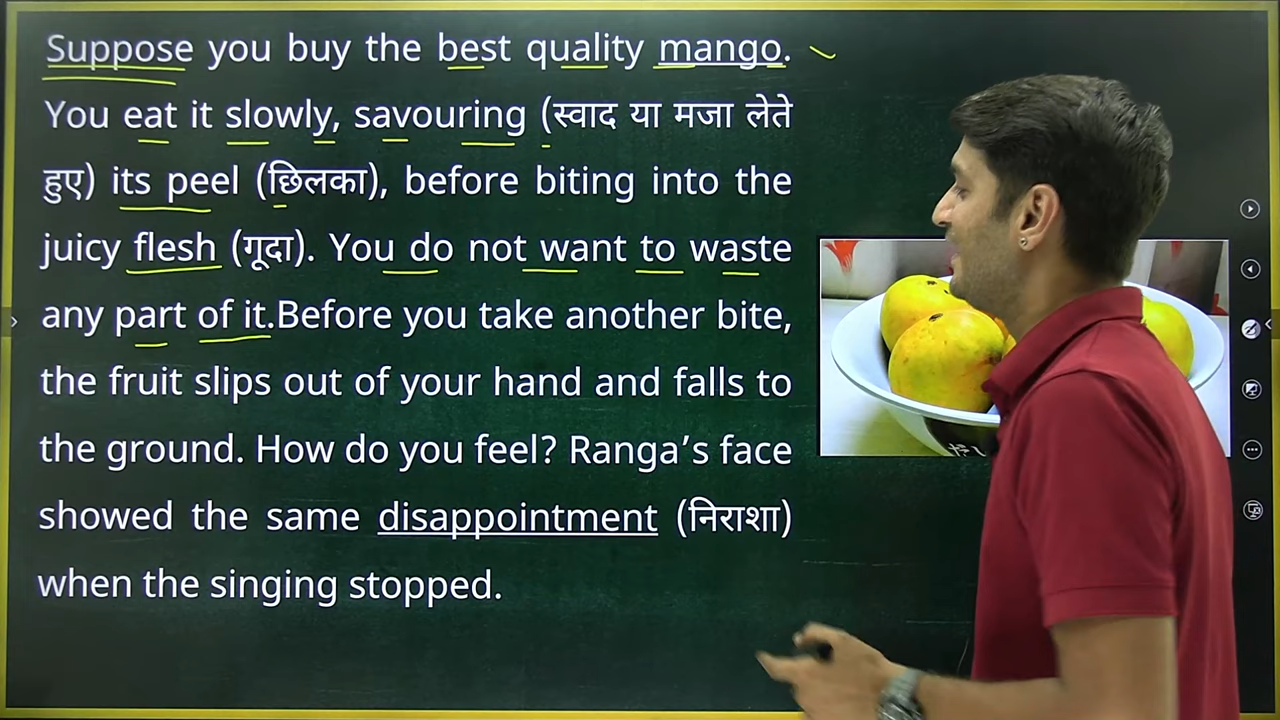 Suppose you buy the best quality mango.
You eat it slowly, savouring (स्वाद या मजा लेते
हुए) its peel (छिलका), before biting into the
juicy flesh (गूदा). You do not want to waste
any part of it.Before you take another bite,
the fruit slips out of your hand and falls to
the ground. How do you feel? Ranga’s face
showed the same disappointment (निराशा)
when the singing stopped.